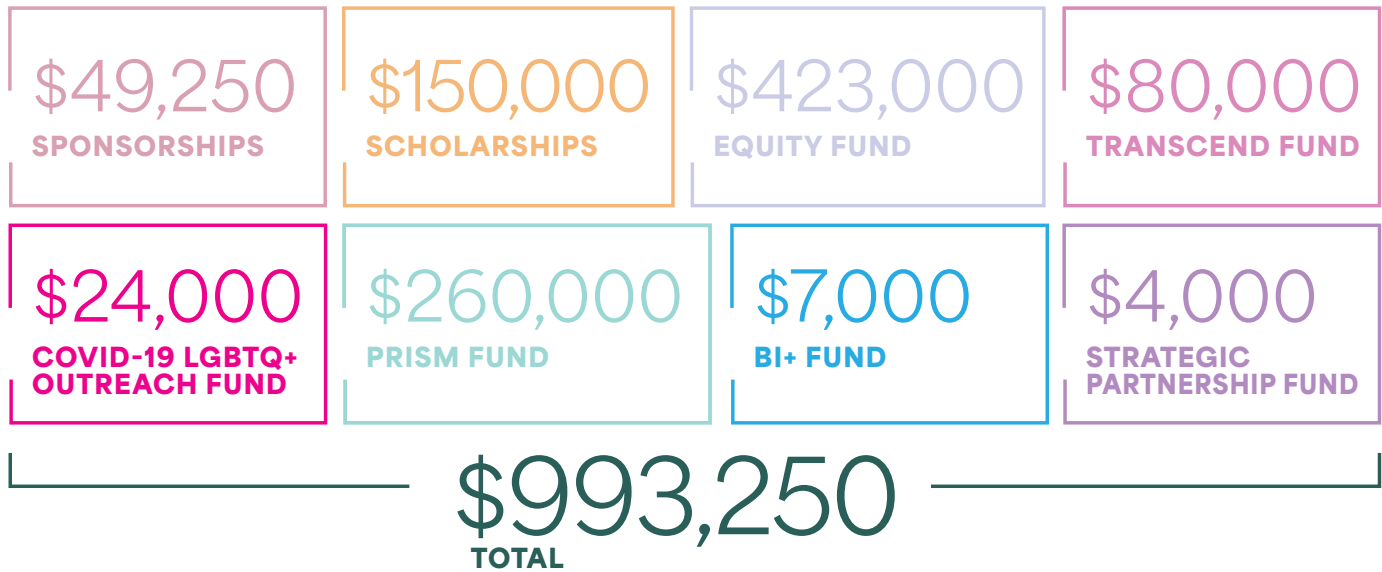 $49,250
SPONSORSHIPS
$150,000
SCHOLARSHIPS
$423,000
EQUITY FUND
$80,000
TRANSCEND FUND
$24,000
COVID-19 LGBTQ+
OUTREACH FUND
$260,000
PRISM FUND
$7,000
BI+ FUND
$4,000
STRATEGIC
PARTNERSHIP FUND
$993,250
TOTAL